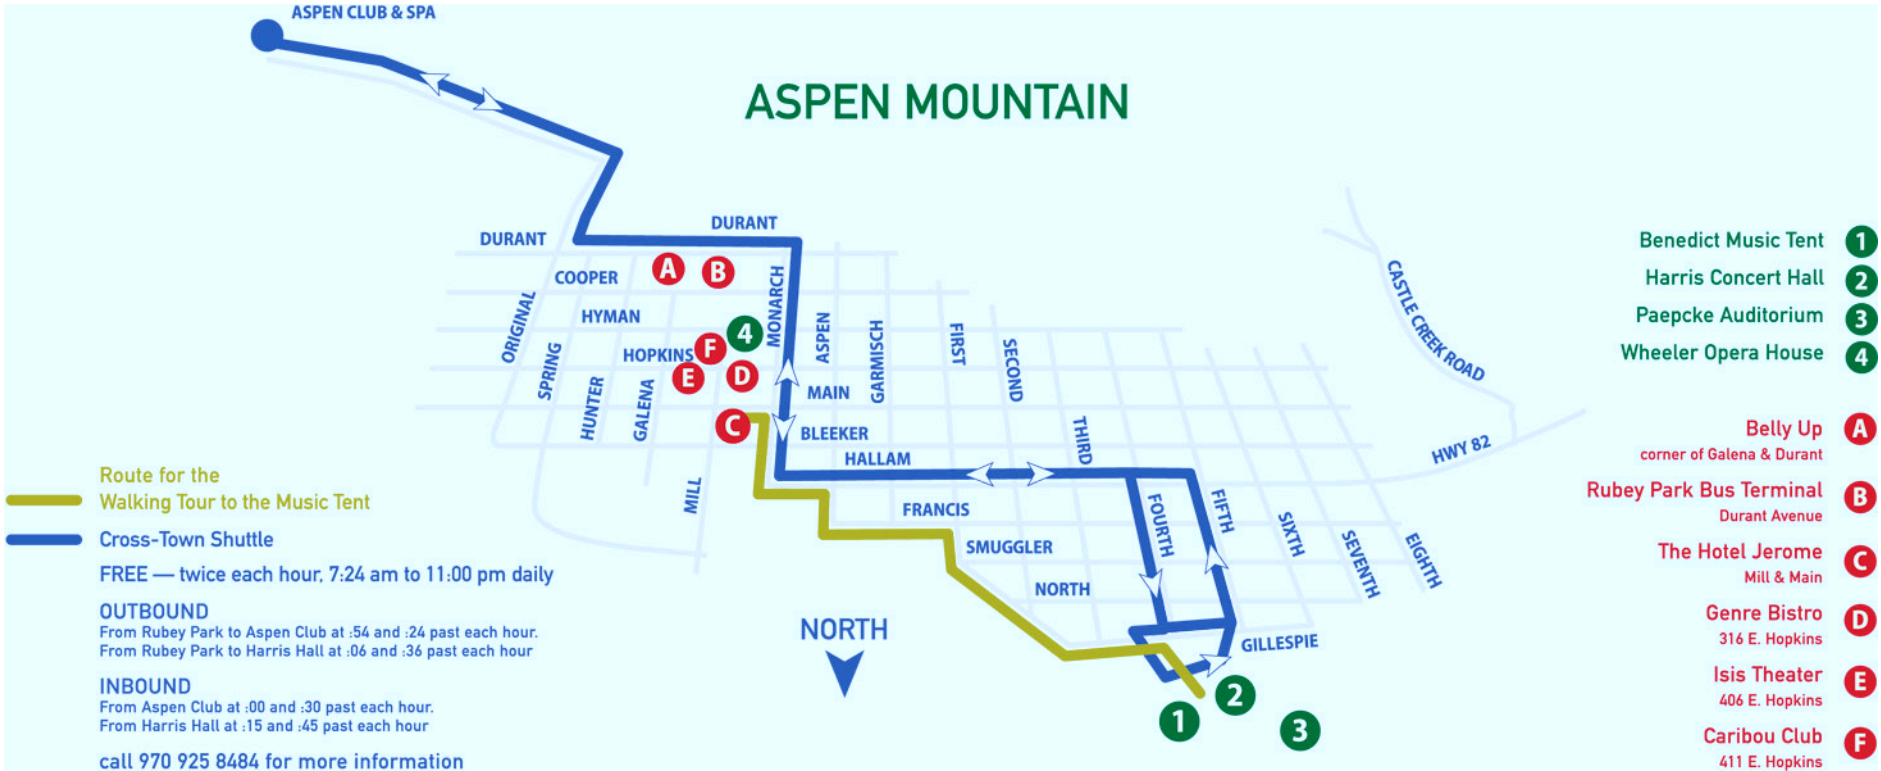 ASPEN CLUB & SPA
ASPEN MOUNTAIN
DURANT
DURANT
COOPER
HYMAN
HOPKINS
MAIN
BLEEKER
HALLAM
FRANCIS
SMUGGLER
NORTH
GILLESPIE
ORIGINAL
SPRING
HUNTER
GALENA
MILL
MONARCH
ASPEN
GARMISCH
FIRST
SECOND
THIRD
FOURTH
FIFTH
SIXTH
SEVENTH
EIGHTH
CASTLE CREEK ROAD
HWY 82
A
B
4
F
E
D
C
1
2
3
NORTH
Route for the
Walking Tour to the Music Tent
Cross-Town Shuttle
FREE — twice each hour, 7:24 am to 11:00 pm daily
OUTBOUND
From Rubey Park to Aspen Club at :54 and :24 past each hour.
From Rubey Park to Harris Hall at :06 and :36 past each hour
INBOUND
From Aspen Club at :00 and :30 past each hour.
From Harris Hall at :15 and :45 past each hour
call 970 925 8484 for more information
Benedict Music Tent 1
Harris Concert Hall 2
Paepcke Auditorium 3
Wheeler Opera House 4
Belly Up A
corner of Galena & Durant
Rubey Park Bus Terminal B
Durant Avenue
The Hotel Jerome C
Mill & Main
Genre Bistro D
316 E. Hopkins
Isis Theater E
406 E. Hopkins
Caribou Club F
411 E. Hopkins